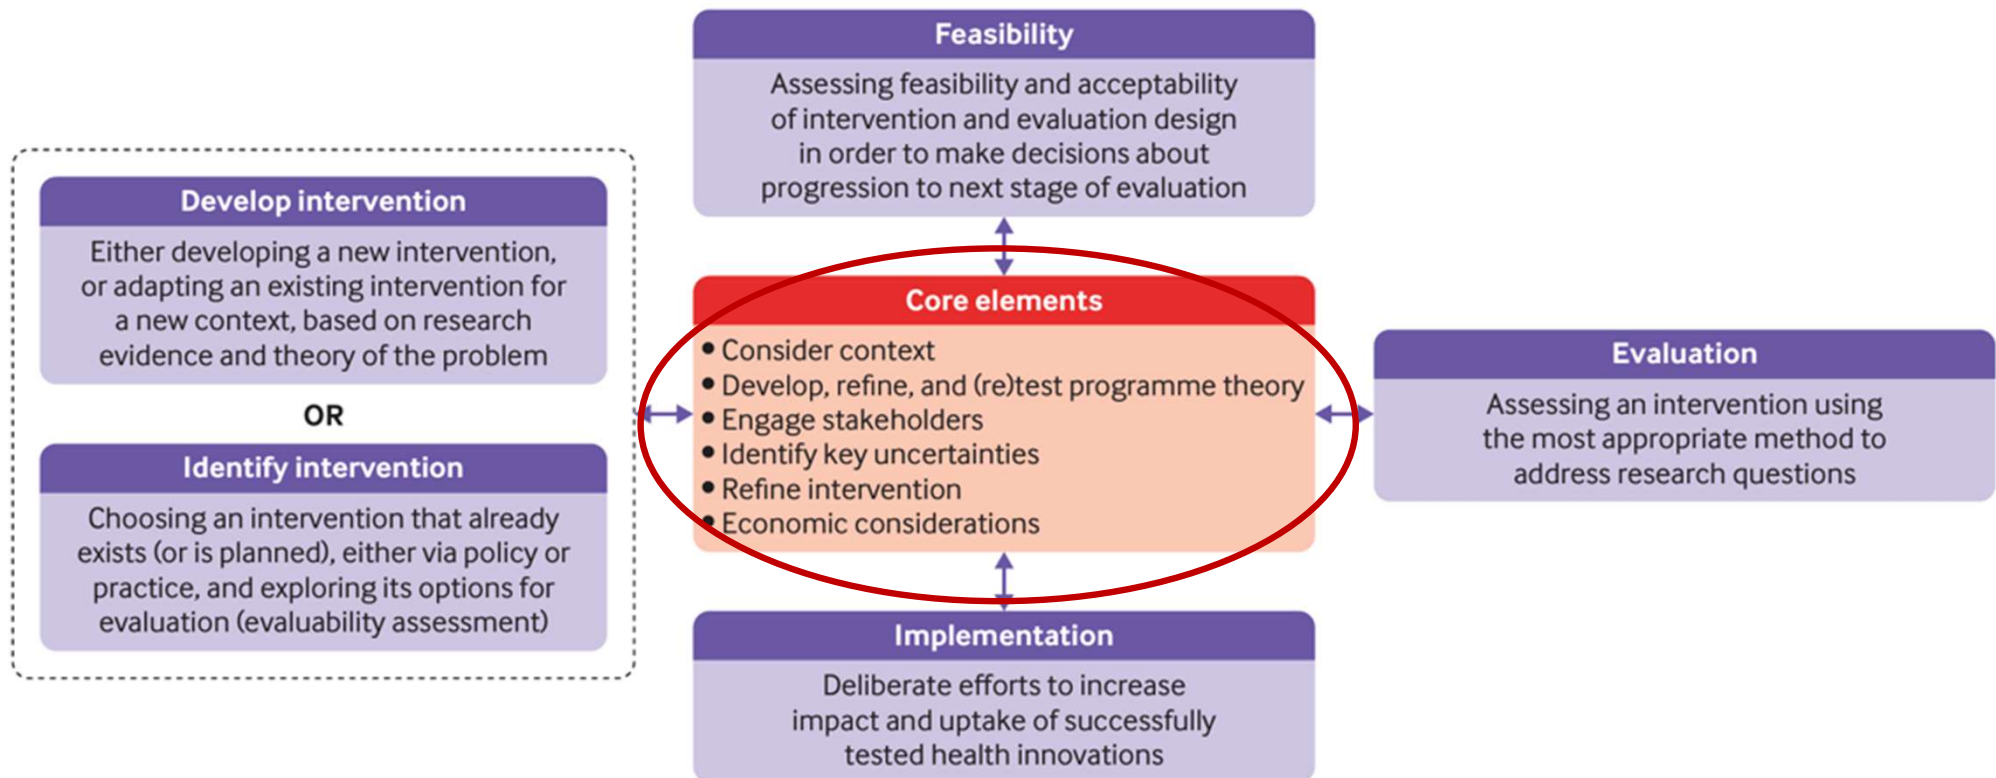 Feasibility
Assessing feasibility and acceptability
of intervention and evaluation design
in order to make decisions about
progression to next stage of evaluation
Develop intervention
Either developing a new intervention,
or adapting an existing intervention for
a new context, based on research
evidence and theory of the problem
OR
Identify intervention
Choosing an intervention that already
exists (or is planned), either via policy or
practice, and exploring its options for
evaluation (evaluability assessment)
Core elements
• Consider context
• Develop, refine, and (re)test programme theory
• Engage stakeholders
• Identify key uncertainties
• Refine intervention
• Economic considerations
Evaluation
Assessing an intervention using
the most appropriate method to
address research questions
Implementation
Deliberate efforts to increase
impact and uptake of successfully
tested health innovations